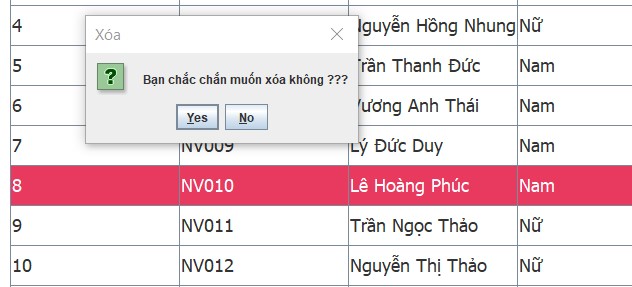 4 Nguyễn Hồng Nhung Nữ
Xóa
5 Trần Thanh Đức Nam
Bạn chắc chắn muốn xóa không ???
6 Vương Anh Thái Nam
Yes No
7 NV009 Lý Đức Duy Nam
8 NV010 Lê Hoàng Phúc Nam
9 NV011 Trần Ngọc Thảo Nữ
10 NV012 Nguyễn Thị Thảo Nữ